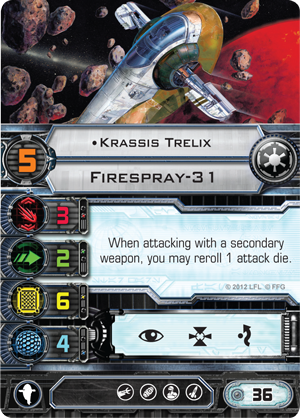 •Krassis Trelix
5
Firespray-31
3
When attacking with a secondary
weapon, you may reroll 1 attack die.
2
© 2012 LFL © FFG
6
4
36